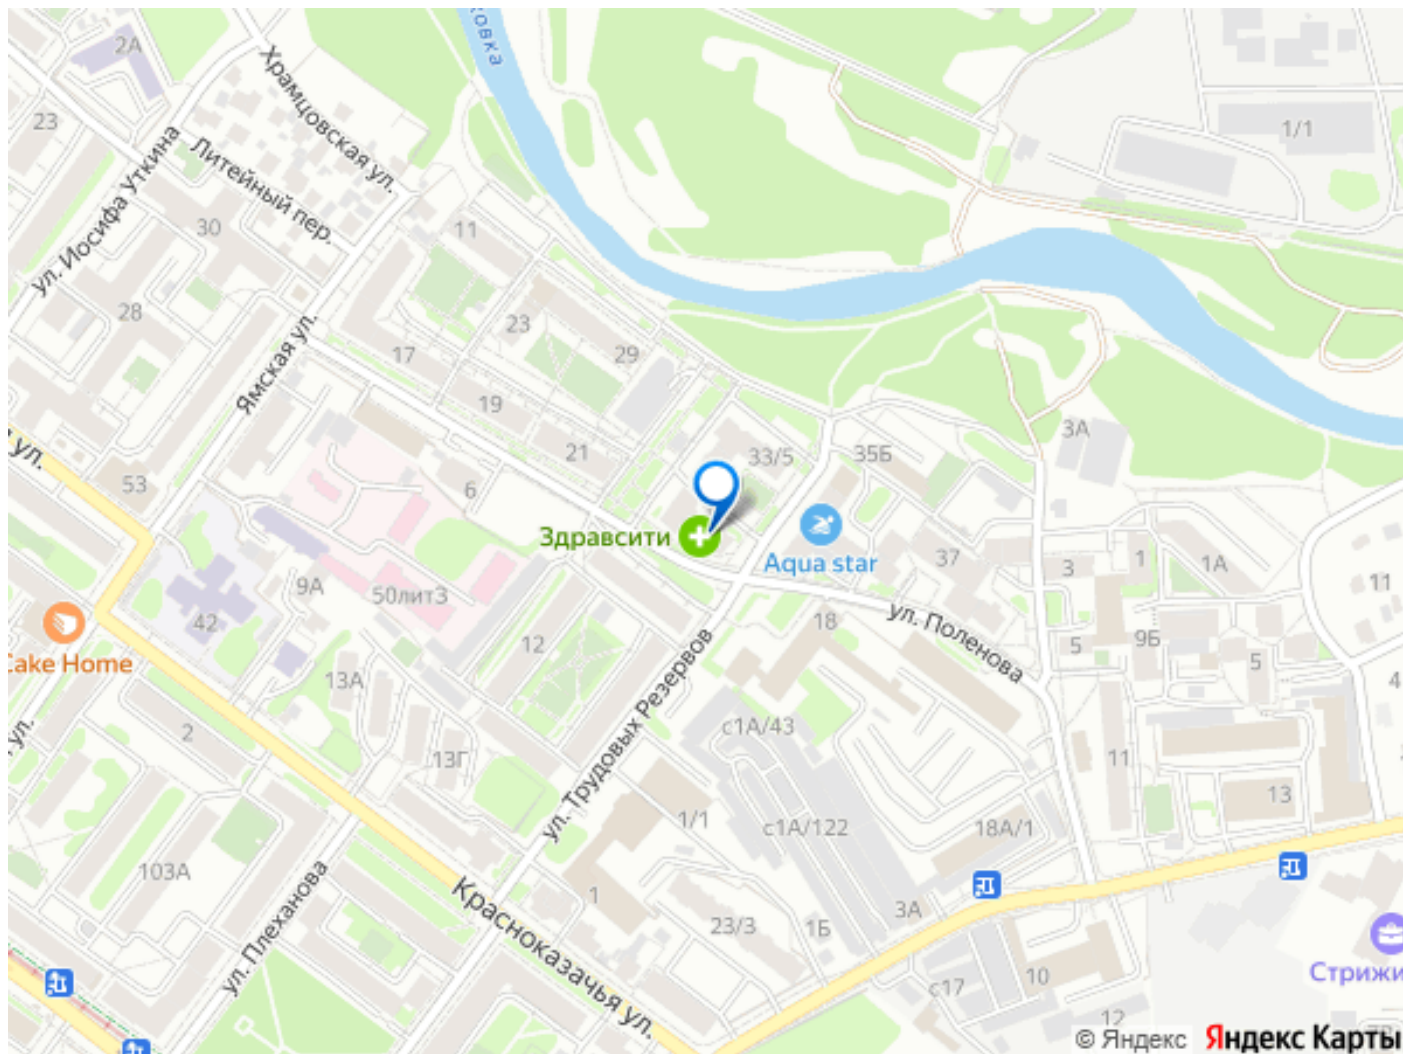 2А
Храмцовская ул.
23
ул. Иосифа Уткина
Литейный пер.
1/1
30
11
28
23
29
17
Ямская ул.
19
21
33/5
35Б
3А
ул.
53
6
Здравсити
Aqua star
37
3
1
1А
11
9А
50лит3
42
12
18
ул. Поленова
5
9Б
5
Cake Home
13А
4
ул.
2
13Г
с1А/43
11
ул. Трудовых Резервов
13
1/1
с1А/122
18А/1
103А
ул. Плеханова
1
Красноказачья ул.
23/3
1Б
3А
Стрижи
с17
10
12
© Яндекс Яндекс Карты